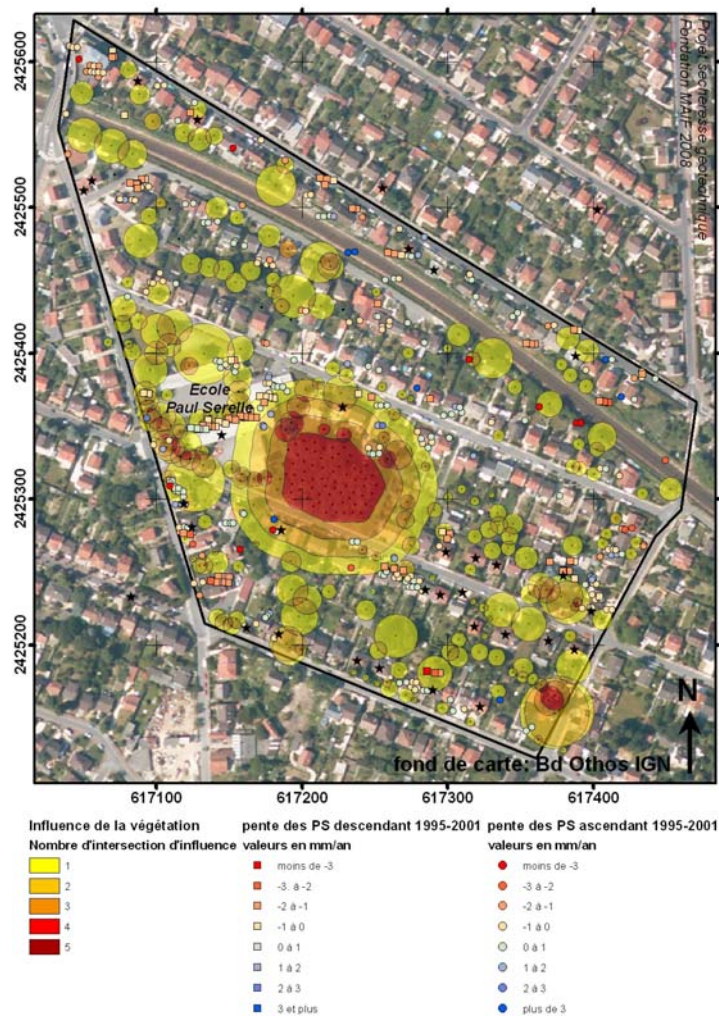 Projet Sécheresse géotechnique
Fondation MAIF 2008
2425600
2425500
2425400
2425300
2425200
Ecole
Paul Serelle
N
fond de carte: Bd Othos IGN
617100
617200
617300
617400
Influence de la végétation
Nombre d'intersection d'influence
1
2
3
4
5
pente des PS descendant 1995-2001
valeurs en mm/an
moins de -3
-3. à -2
-2 à -1
-1 à 0
0 à 1
1 à 2
2 à 3
3 et plus
pente des PS ascendant 1995-2001
valeurs en mm/an
moins de -3
-3 à -2
-2 à -1
-1 à 0
0 à 1
1 à 2
2 à 3
plus de 3